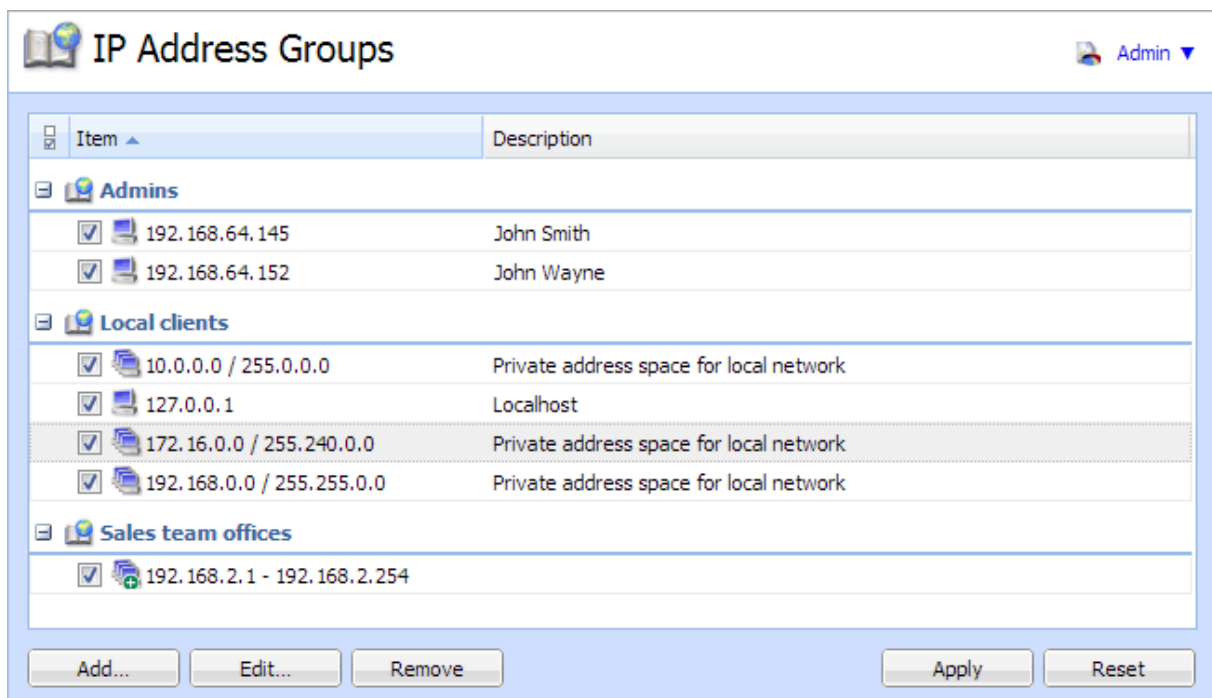 IP Address Groups
Admin ▼
Item Description
Admins
192.168.64.145 John Smith
192.168.64.152 John Wayne
Local clients
10.0.0.0 / 255.0.0.0 Private address space for local network
127.0.0.1 Localhost
172.16.0.0 / 255.240.0.0 Private address space for local network
192.168.0.0 / 255.255.0.0 Private address space for local network
Sales team offices
192.168.2.1 - 192.168.2.254
Add... Edit... Remove Apply Reset